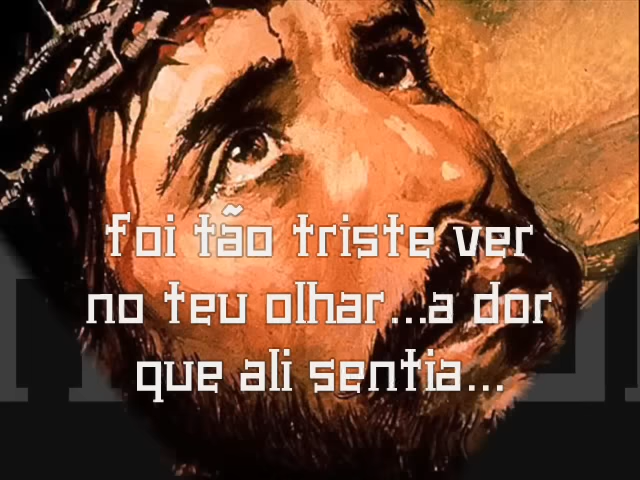 foi tão triste ver
no teu olhar...a dor
que ali sentia...